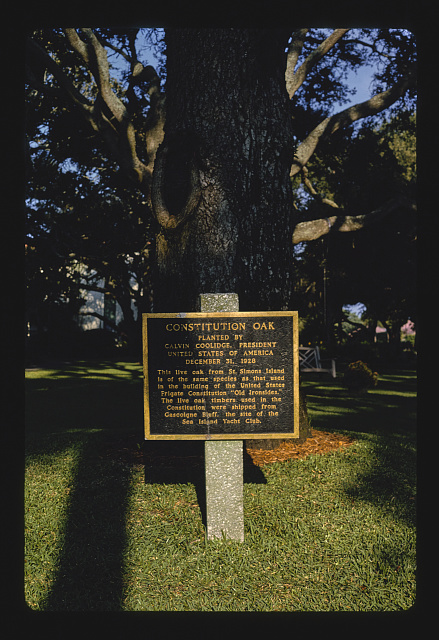 CONSTITUTION OAK
PLANTED BY
CALVIN COOLIDGE, PRESIDENT
UNITED STATES OF AMERICA
DECEMBER 31, 1928
This live oak from St. Simons Island
is of the same species as that used
in the building of the United States
Frigate Constitution "Old Ironsides."
The live oak timbers used in the
Constitution were shipped from
Gascoigne Bluff, the site of the
Sea Island Yacht Club.